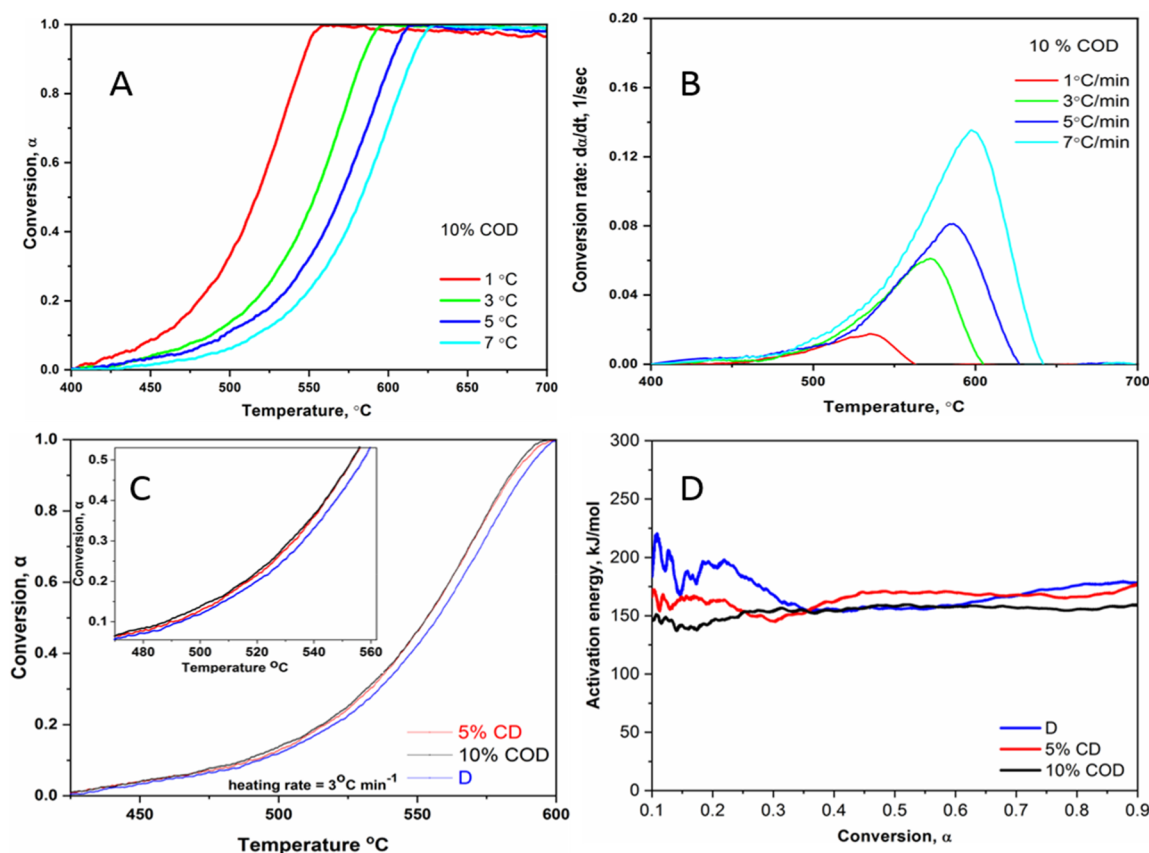 A
10% COD
1 °C
3 °C
5 °C
7 °C
Conversion, α
1.0
0.8
0.6
0.4
0.2
0.0
400 450 500 550 600 650 700
Temperature, °C
B
10 % COD
1°C/min
3°C/min
5°C/min
7°C/min
Conversion rate: dα/dt, 1/sec
0.20
0.16
0.12
0.08
0.04
0.00
400 500 600 700
Temperature, °C
C
Conversion, α
1.0
0.8
0.6
0.4
0.2
0.0
450 500 550 600
Temperature °C
Conversion, α
0.5
0.4
0.3
0.2
0.1
480 500 520 540 560
Temperature °C
5% CD
10% COD
D
heating rate = 3°C min⁻¹
D
Activation energy, kJ/mol
300
250
200
150
100
50
0
0.1 0.2 0.3 0.4 0.5 0.6 0.7 0.8 0.9
Conversion, α
D
5% CD
10% COD